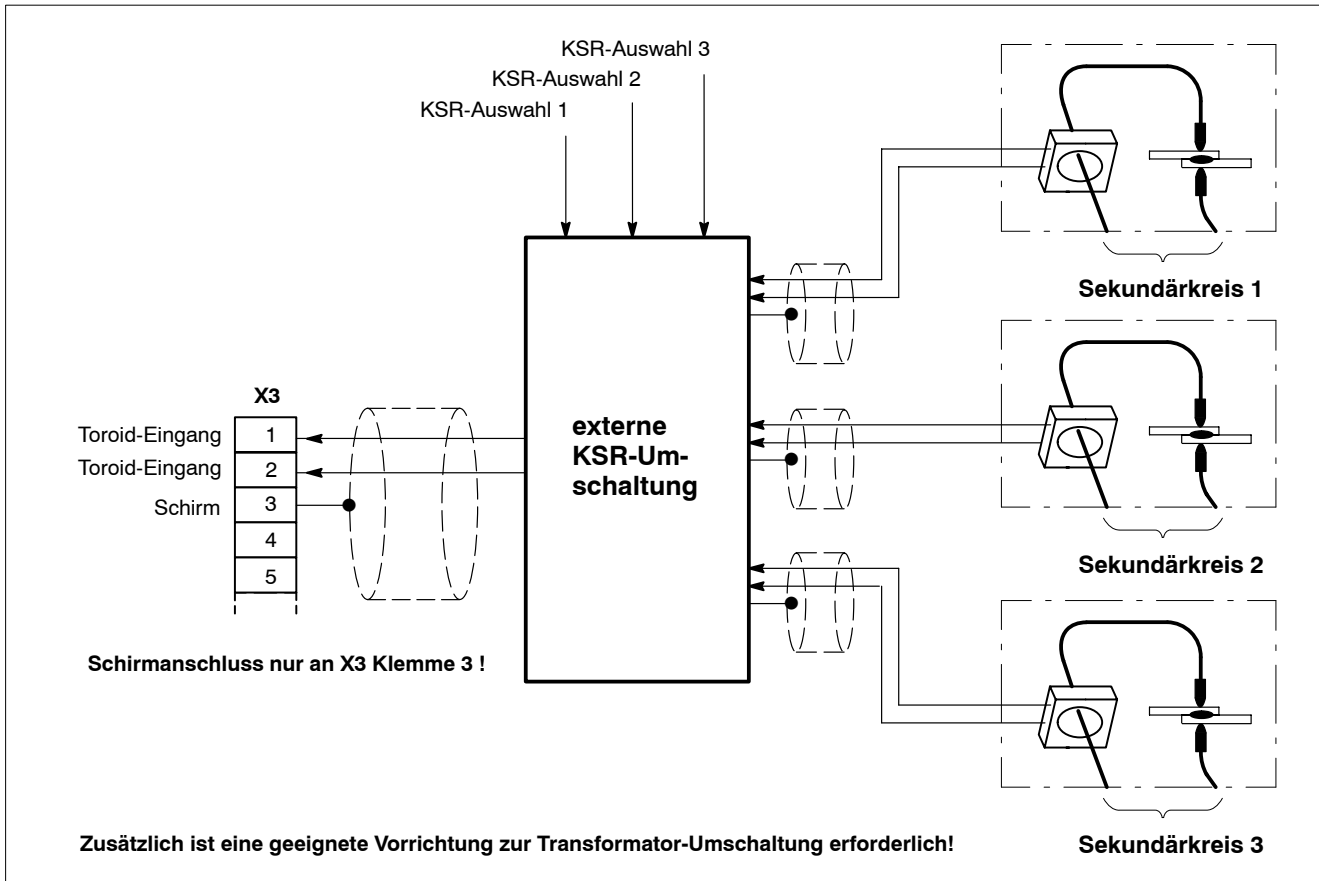 KSR-Auswahl 3
KSR-Auswahl 2
KSR-Auswahl 1
Sekundärkreis 1
X3
Toroid-Eingang 1
Toroid-Eingang 2
Schirm 3
4
5
externe
KSR-Um-
schaltung
Sekundärkreis 2
Schirmanschluss nur an X3 Klemme 3 !
Zusätzlich ist eine geeignete Vorrichtung zur Transformator-Umschaltung erforderlich!
Sekundärkreis 3